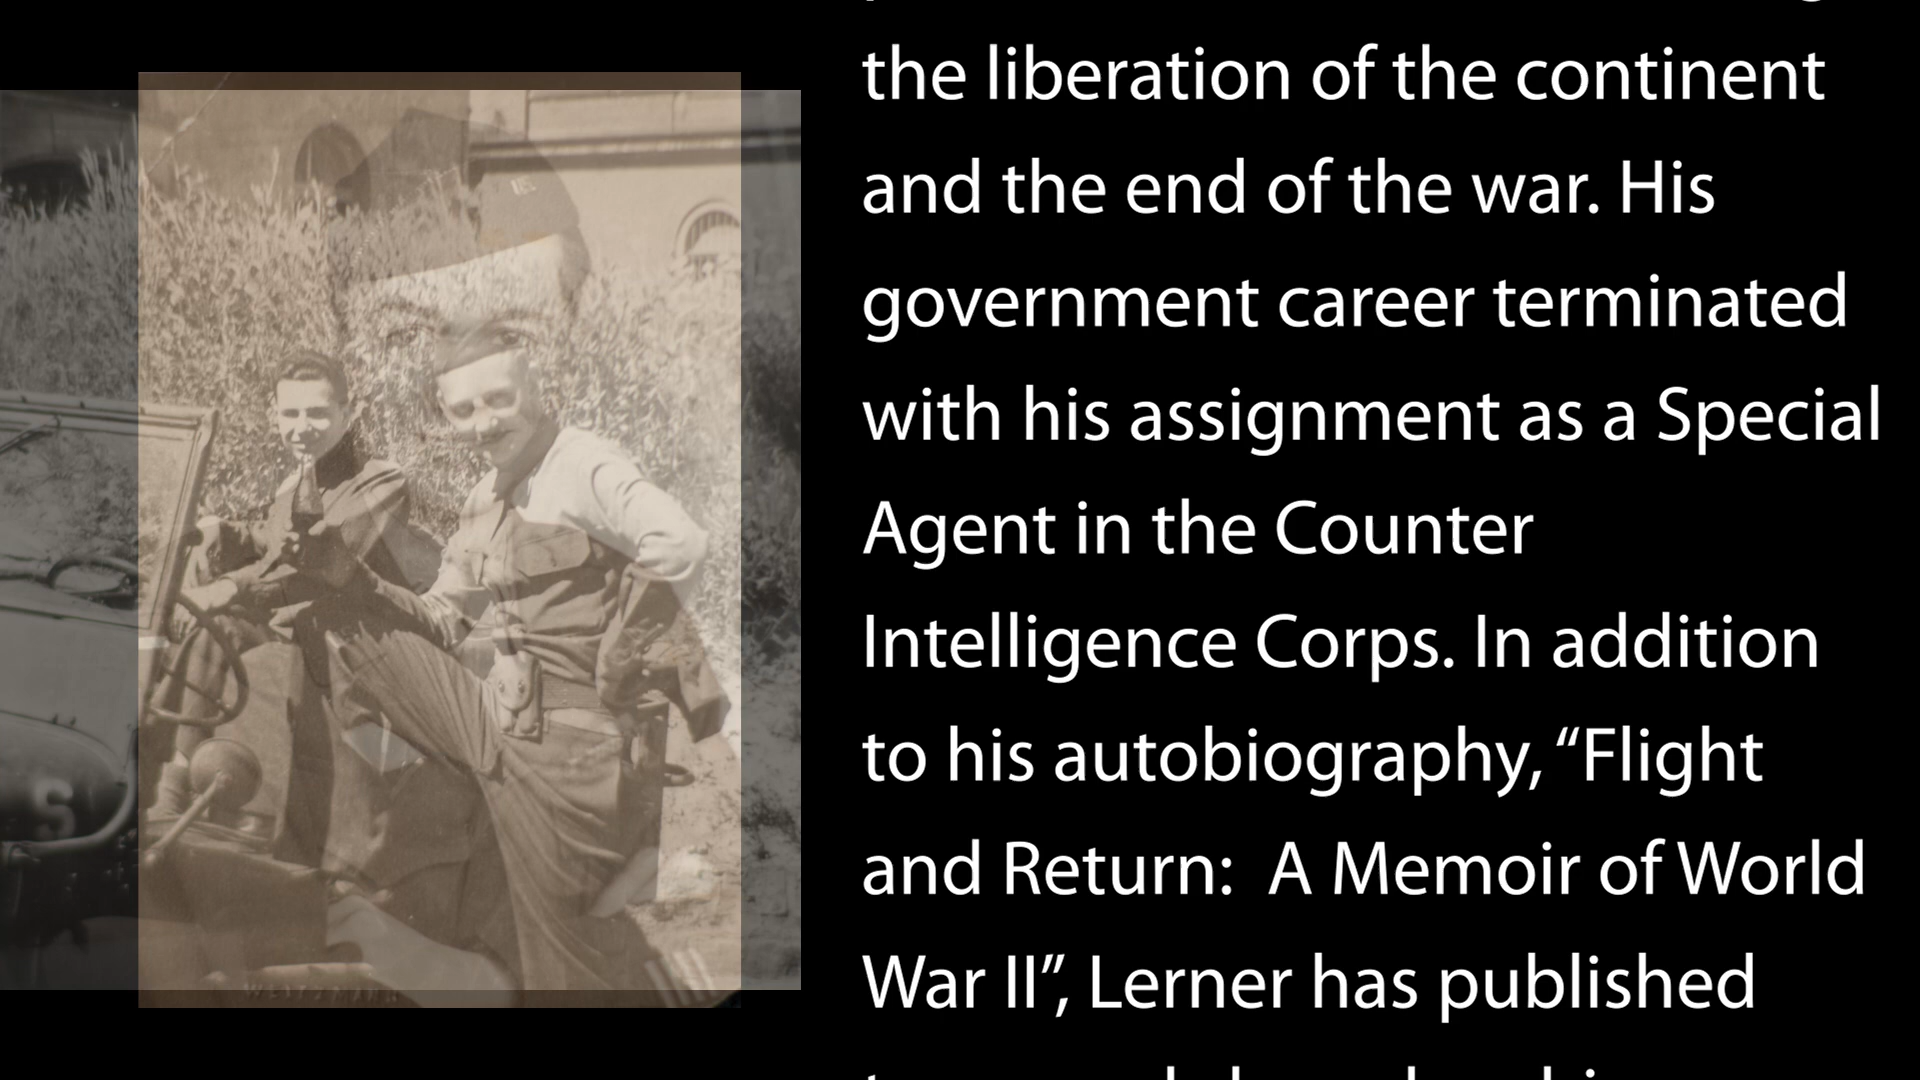 the liberation of the continent
and the end of the war. His
government career terminated
with his assignment as a Special
Agent in the Counter
Intelligence Corps. In addition
to his autobiography, “Flight
and Return:  A Memoir of World
War II”, Lerner has published
U.S.
S
WEITZMANN